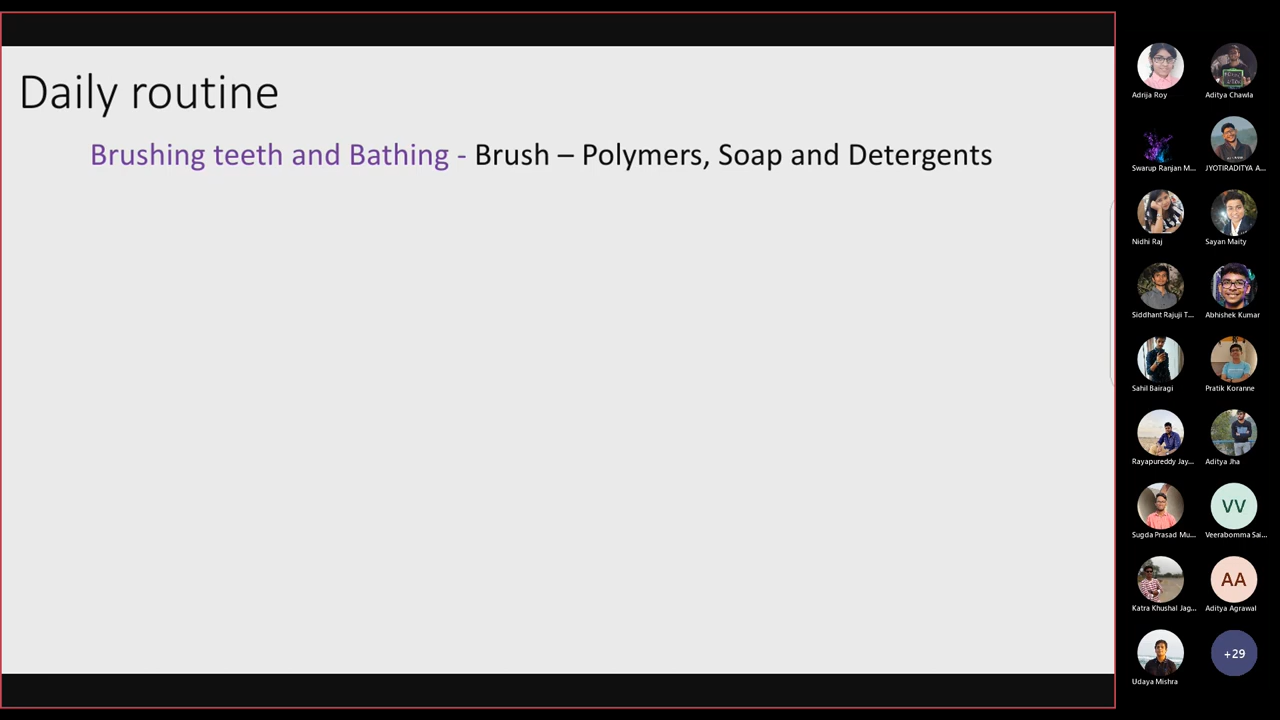 Daily routine
Brushing teeth and Bathing - Brush – Polymers, Soap and Detergents
Adrija Roy
Aditya Chawla
Swarup Ranjan M...
JYOTIRADITYA A...
Nidhi Raj
Sayan Maity
Siddhant Rajuji T...
Abhishek Kumar
Sahil Bairagi
Pratik Koranne
Rayapureddy Jay...
Aditya Jha
Sugda Prasad Mu...
VV
Veerabomma Sai...
Katra Khushal Jag...
AA
Aditya Agrawal
Udaya Mishra
+29